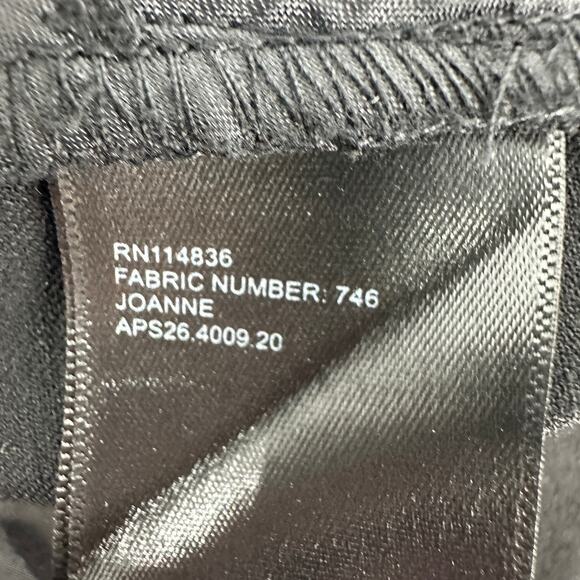 RN114836
FABRIC NUMBER: 746
JOANNE
APS26.4009.20